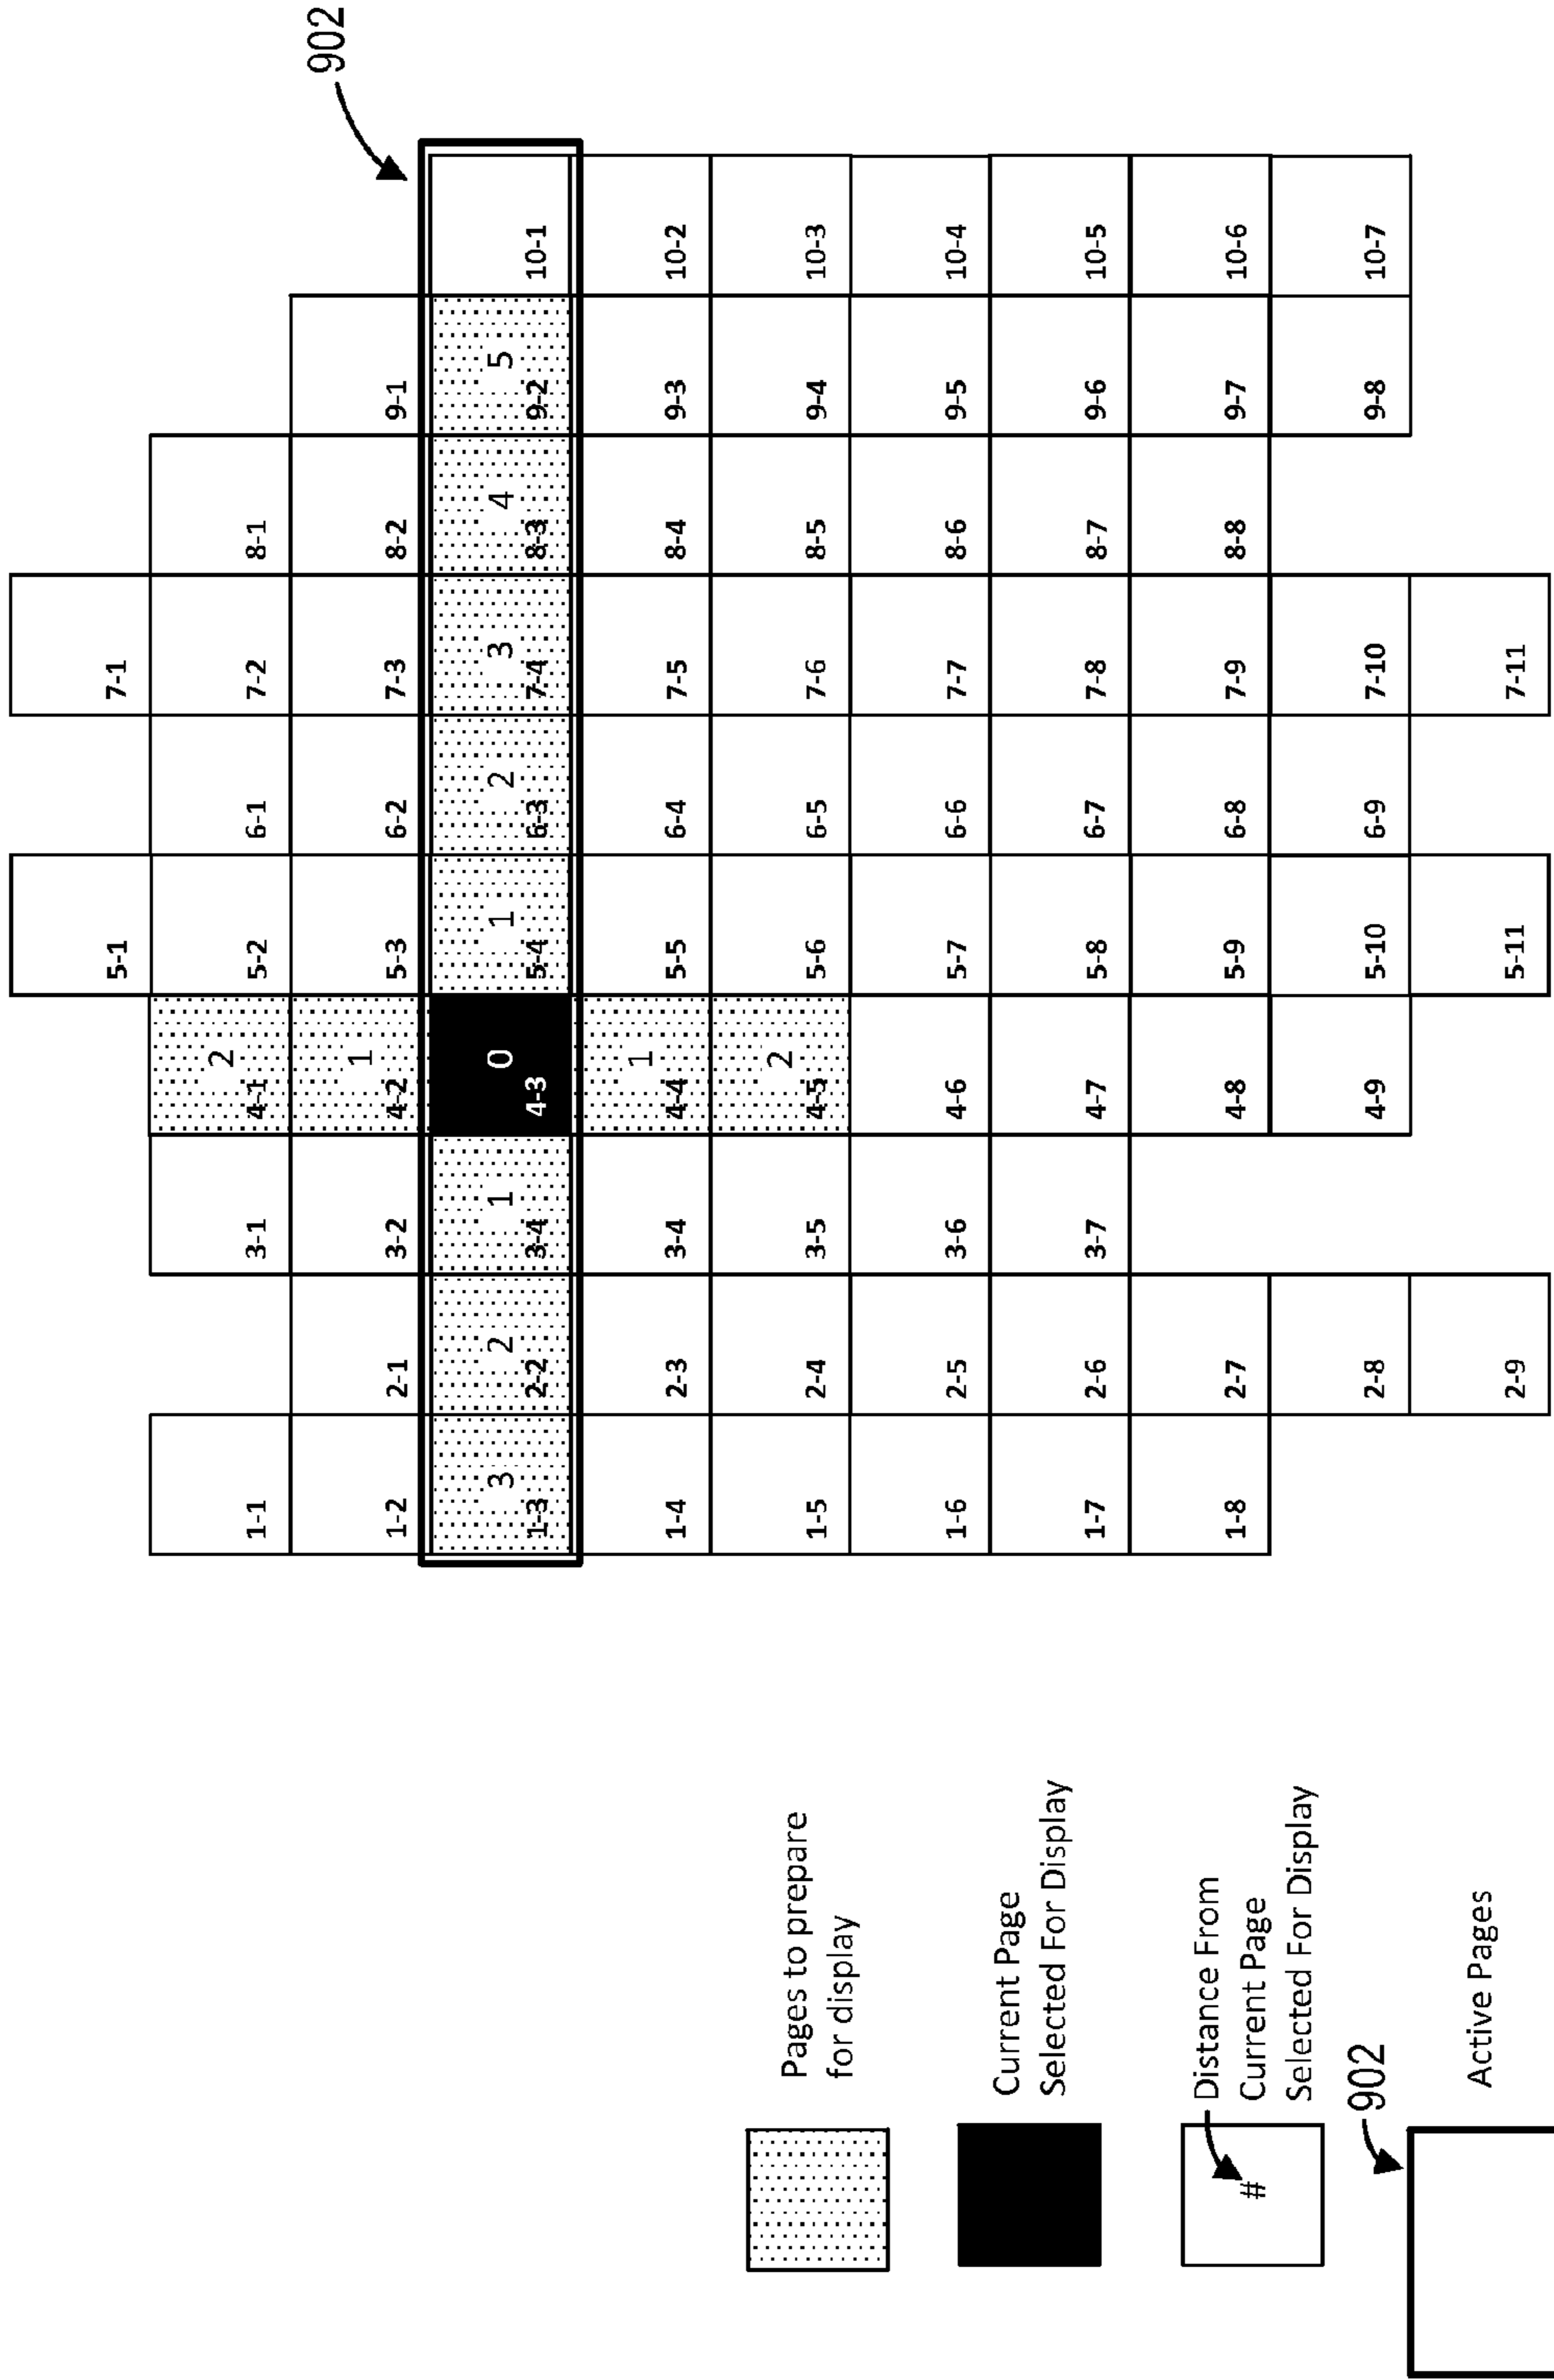 5-1 7-1
2
1-1 3-1 4-1 5-2 6-1 7-2 8-1
902
1
1-2 2-1 3-2 4-2 5-3 6-2 7-3 8-2 9-1
3 2 1 0 1 2 3 4 5
1-3 2-2 3-4 4-3 5-4 6-3 7-4 8-3 9-2 10-1
1
1-4 2-3 3-4 4-4 5-5 6-4 7-5 8-4 9-3 10-2
2
1-5 2-4 3-5 4-5 5-6 6-5 7-6 8-5 9-4 10-3
1-6 2-5 3-6 4-6 5-7 6-6 7-7 8-6 9-5 10-4
1-7 2-6 3-7 4-7 5-8 6-7 7-8 8-7 9-6 10-5
1-8 2-7 4-8 5-9 6-8 7-9 8-8 9-7 10-6
2-8 4-9 5-10 6-9 7-10 9-8 10-7
2-9 5-11 7-11
Pages to prepare
for display
Current Page
Selected For Display
#
Distance From
Current Page
Selected For Display
902
Active Pages